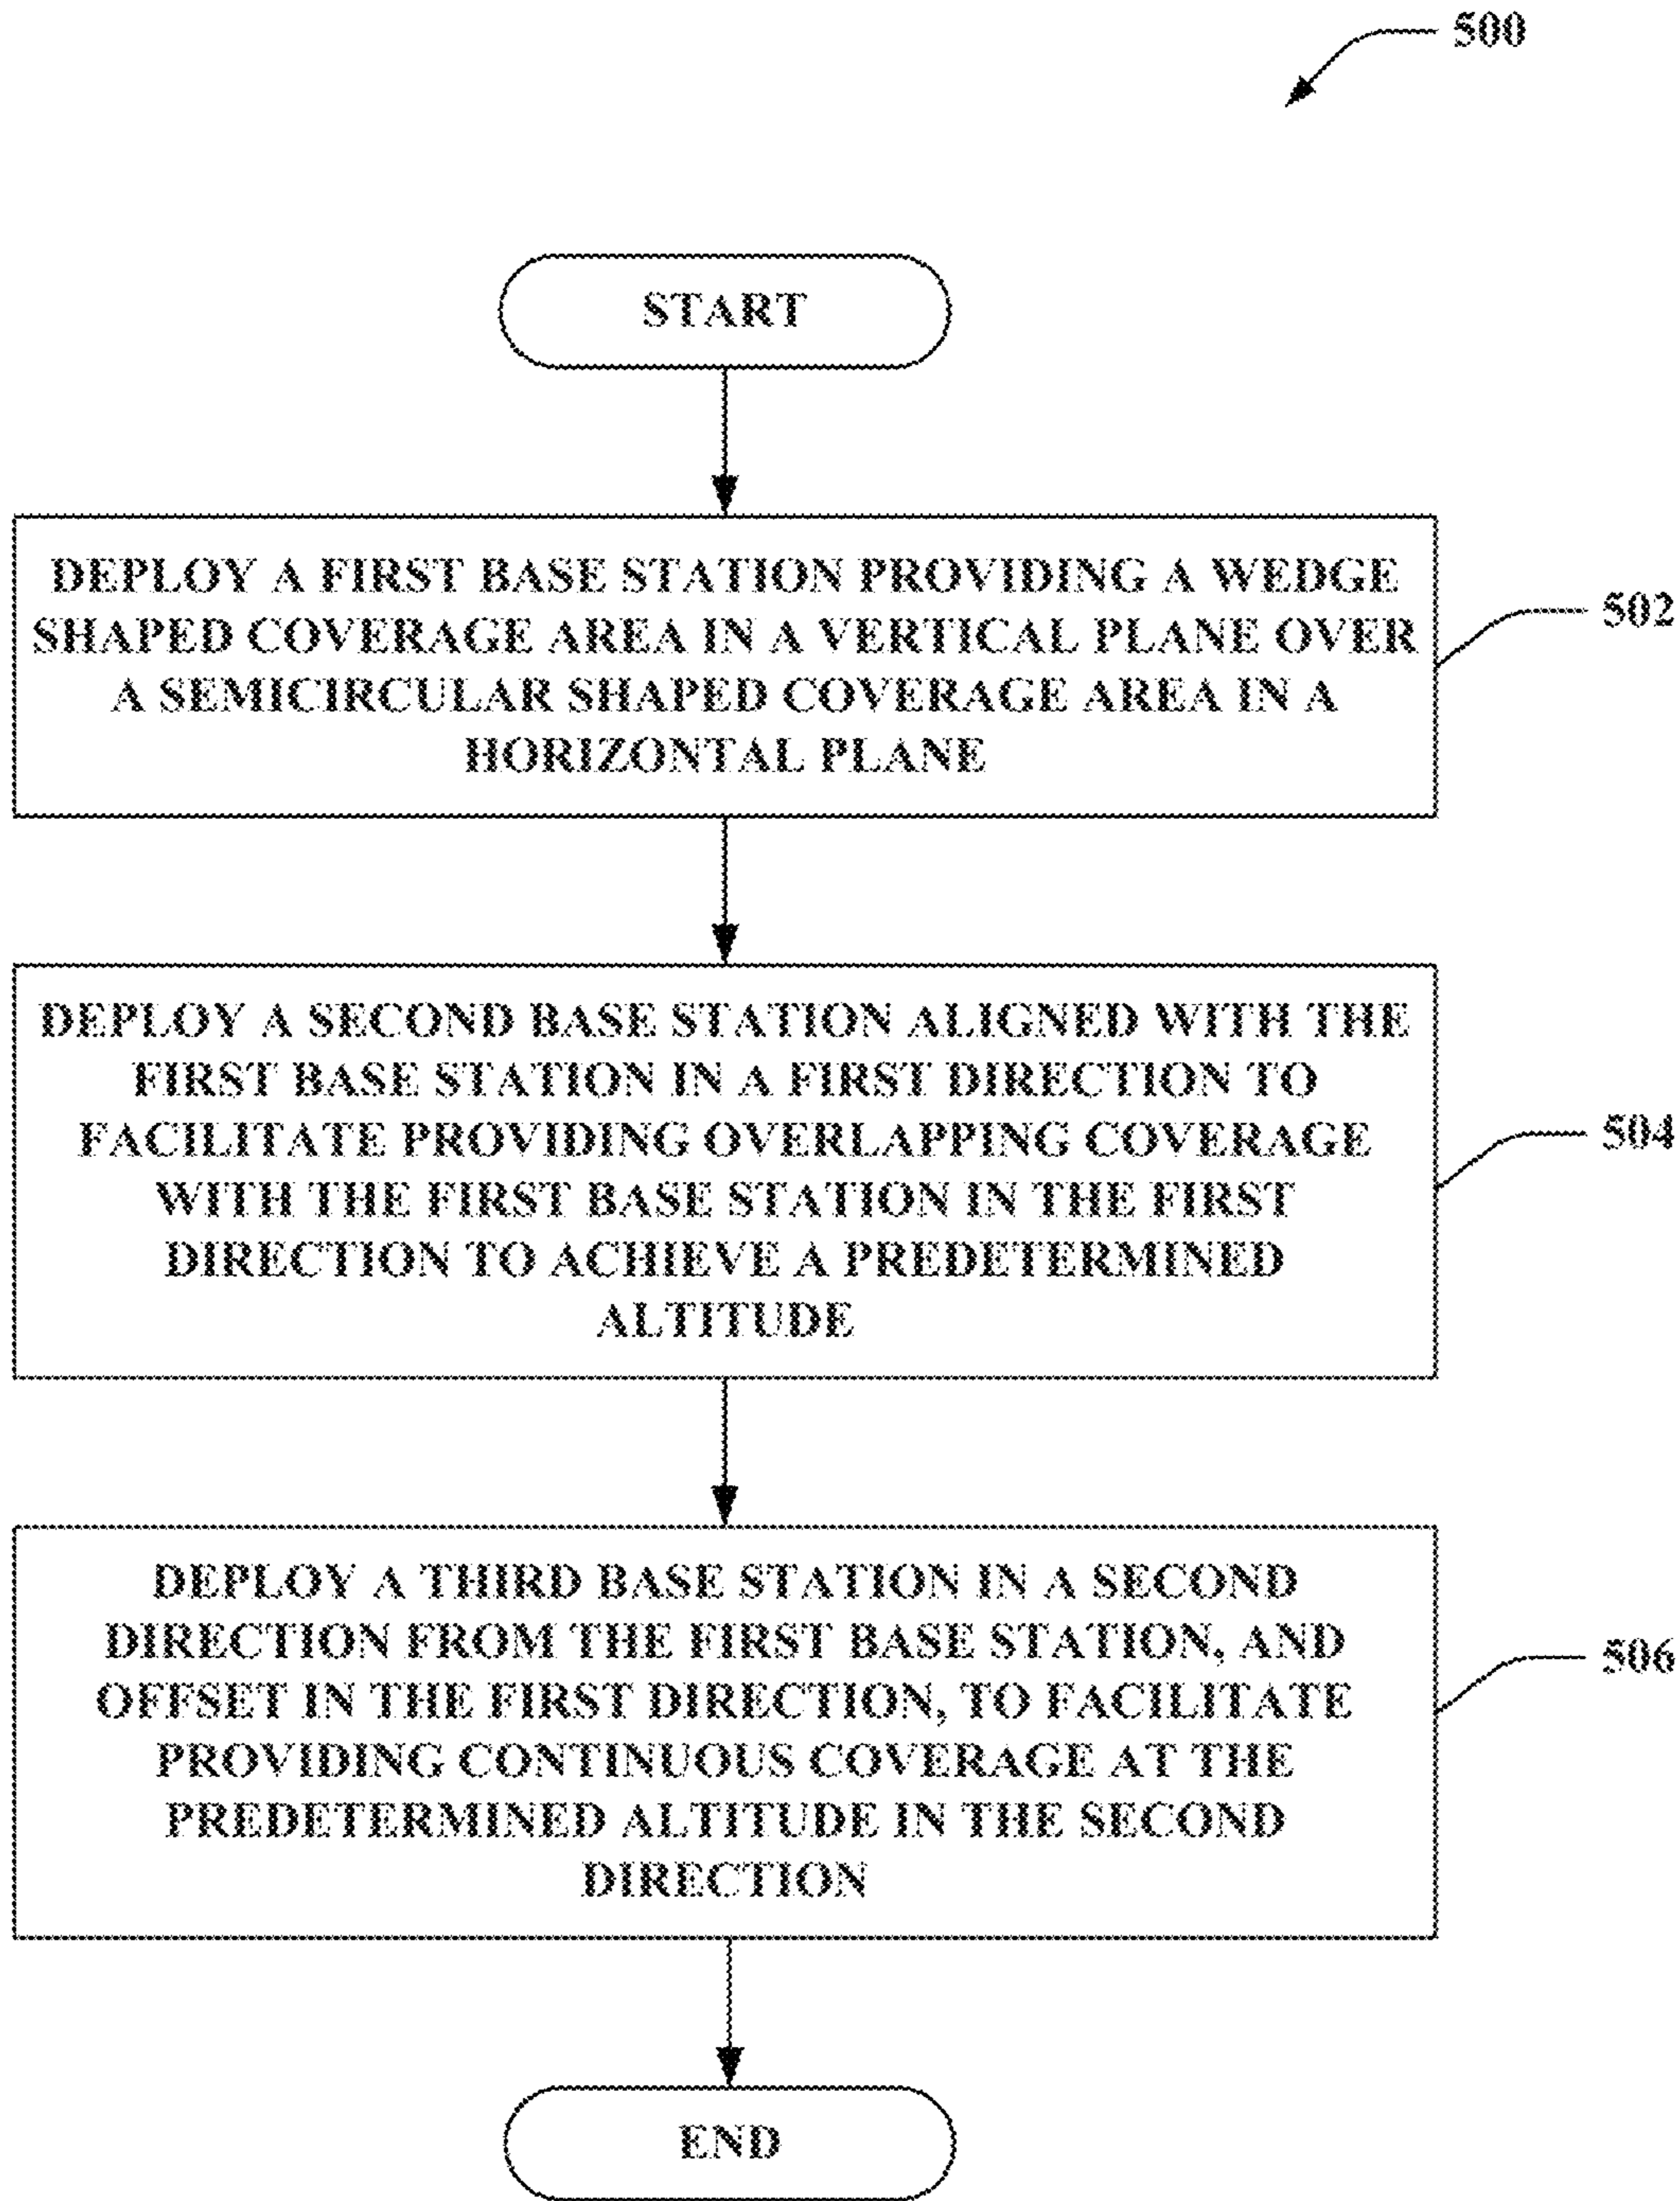 500
START
DEPLOY A FIRST BASE STATION PROVIDING A WEDGE
SHAPED COVERAGE AREA IN A VERTICAL PLANE OVER
A SEMICIRCULAR SHAPED COVERAGE AREA IN A
HORIZONTAL PLANE
502
DEPLOY A SECOND BASE STATION ALIGNED WITH THE
FIRST BASE STATION IN A FIRST DIRECTION TO
FACILITATE PROVIDING OVERLAPPING COVERAGE
WITH THE FIRST BASE STATION IN THE FIRST
DIRECTION TO ACHIEVE A PREDETERMINED
ALTITUDE
504
DEPLOY A THIRD BASE STATION IN A SECOND
DIRECTION FROM THE FIRST BASE STATION, AND
OFFSET IN THE FIRST DIRECTION, TO FACILITATE
PROVIDING CONTINUOUS COVERAGE AT THE
PREDETERMINED ALTITUDE IN THE SECOND
DIRECTION
506
END